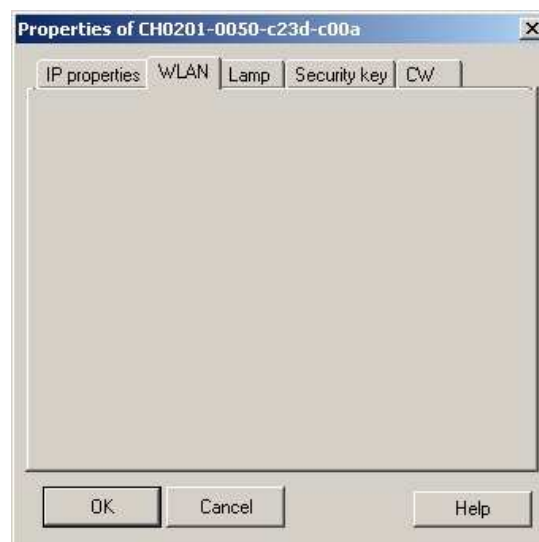 Properties of CH0201-0050-c23d-c00a
IP properties WLAN Lamp Security key CW
OK Cancel Help